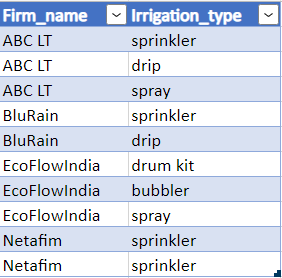 Firm_name Irrigation_type
ABC LT sprinkler
ABC LT drip
ABC LT spray
BluRain sprinkler
BluRain drip
EcoFlowIndia drum kit
EcoFlowIndia bubbler
EcoFlowIndia spray
Netafim sprinkler
Netafim sprinkler